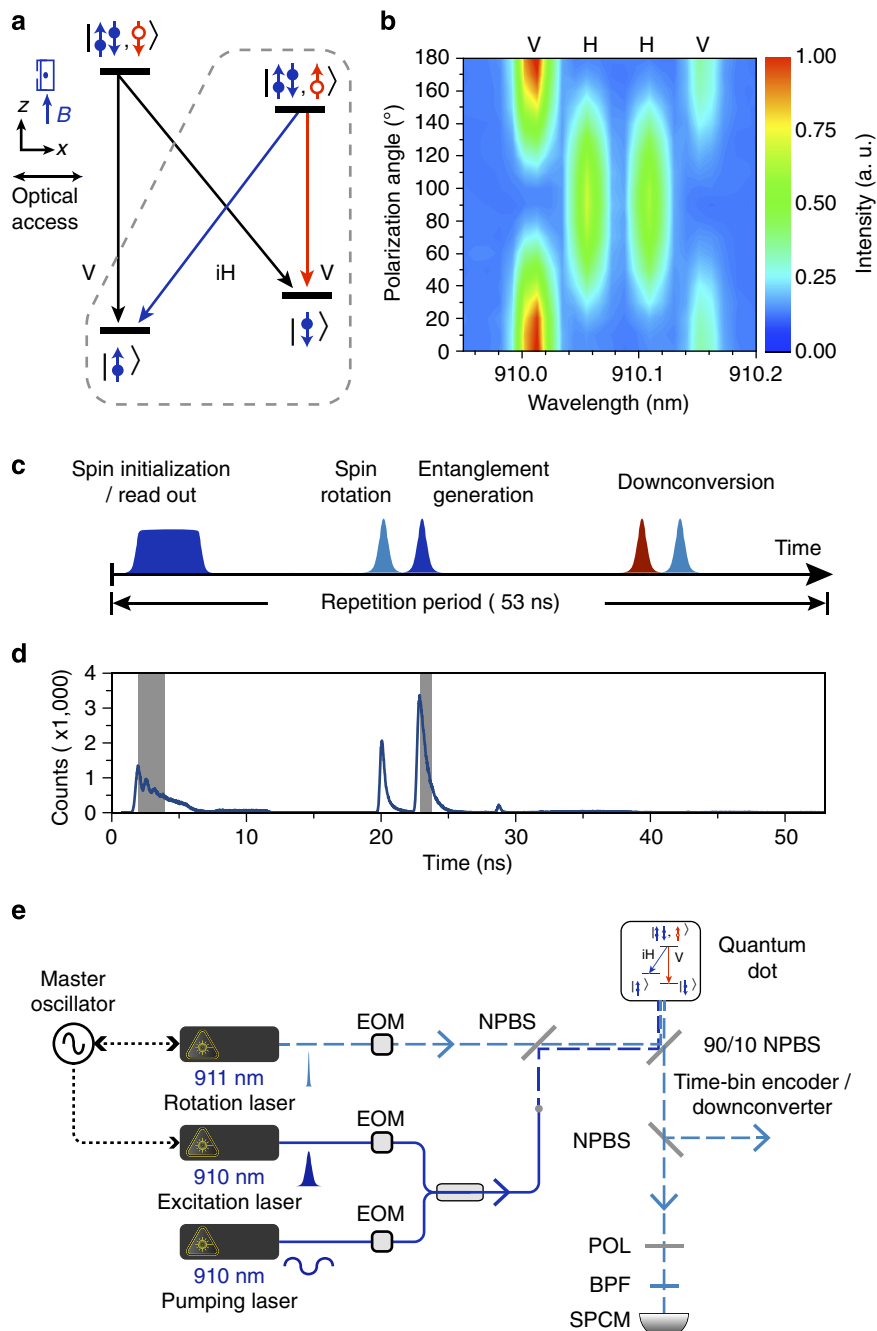 a
|⇑⇓, ↓⟩
|⇑⇓, ↑⟩
B
z
x
Optical
access
V
iH
V
|↑⟩
|↓⟩
b
V H H V
180
160
140
120
100
80
60
40
20
0
Polarization angle (°)
910.0 910.1 910.2
Wavelength (nm)
1.00
0.75
0.50
0.25
0.00
Intensity (a. u.)
c
Spin initialization
/ read out
Spin
rotation
Entanglement
generation
Downconversion
Time
Repetition period ( 53 ns)
d
4
3
2
1
0
Counts ( x1,000)
0 10 20 30 40 50
Time (ns)
e
Master
oscillator
911 nm
Rotation laser
EOM
NPBS
|⇑⇓, ↑⟩
iH
V
|↑⟩
|↓⟩
Quantum
dot
90/10 NPBS
Time-bin encoder /
downconverter
910 nm
Excitation laser
EOM
NPBS
910 nm
Pumping laser
EOM
POL
BPF
SPCM